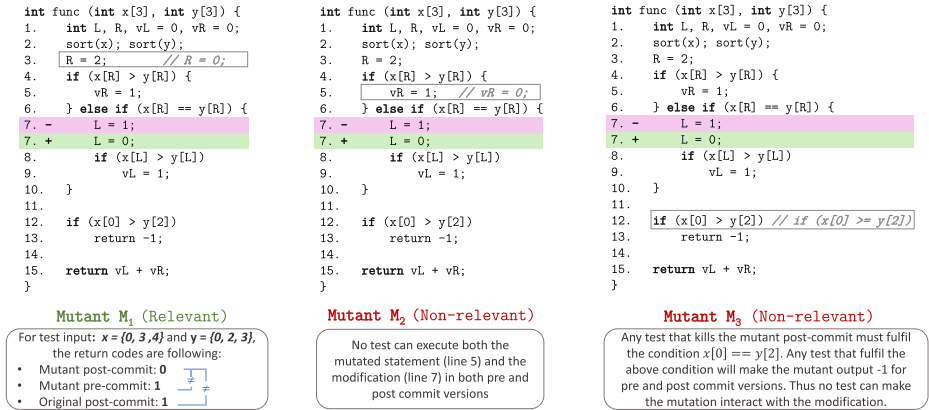 int func (int x[3], int y[3]) {
1. int L, R, vL = 0, vR = 0;
2. sort(x); sort(y);
3. R = 2; // R = 0;
4. if (x[R] > y[R]) {
5. vR = 1;
6. } else if (x[R] == y[R]) {
7. - L = 1;
7. + L = 0;
8. if (x[L] > y[L])
9. vL = 1;
10. }
11.
12. if (x[0] > y[2])
13. return -1;
14.
15. return vL + vR;
}
Mutant M1 (Relevant)
For test input: x = {0, 3 ,4} and y = {0, 2, 3},
the return codes are following:
• Mutant post-commit: 0
• Mutant pre-commit: 1
• Original post-commit: 1
≠
≠
int func (int x[3], int y[3]) {
1. int L, R, vL = 0, vR = 0;
2. sort(x); sort(y);
3. R = 2;
4. if (x[R] > y[R]) {
5. vR = 1; // vR = 0;
6. } else if (x[R] == y[R]) {
7. - L = 1;
7. + L = 0;
8. if (x[L] > y[L])
9. vL = 1;
10. }
11.
12. if (x[0] > y[2])
13. return -1;
14.
15. return vL + vR;
}
Mutant M2 (Non-relevant)
No test can execute both the
mutated statement (line 5) and the
modification (line 7) in both pre and
post commit versions
int func (int x[3], int y[3]) {
1. int L, R, vL = 0, vR = 0;
2. sort(x); sort(y);
3. R = 2;
4. if (x[R] > y[R]) {
5. vR = 1;
6. } else if (x[R] == y[R]) {
7. - L = 1;
7. + L = 0;
8. if (x[L] > y[L])
9. vL = 1;
10. }
11.
12. if (x[0] > y[2]) // if (x[0] >= y[2])
13. return -1;
14.
15. return vL + vR;
}
Mutant M3 (Non-relevant)
Any test that kills the mutant post-commit must fulfil
the condition x[0] == y[2]. Any test that fulfil the
above condition will make the mutant output -1 for
pre and post commit versions. Thus no test can make
the mutation interact with the modification.